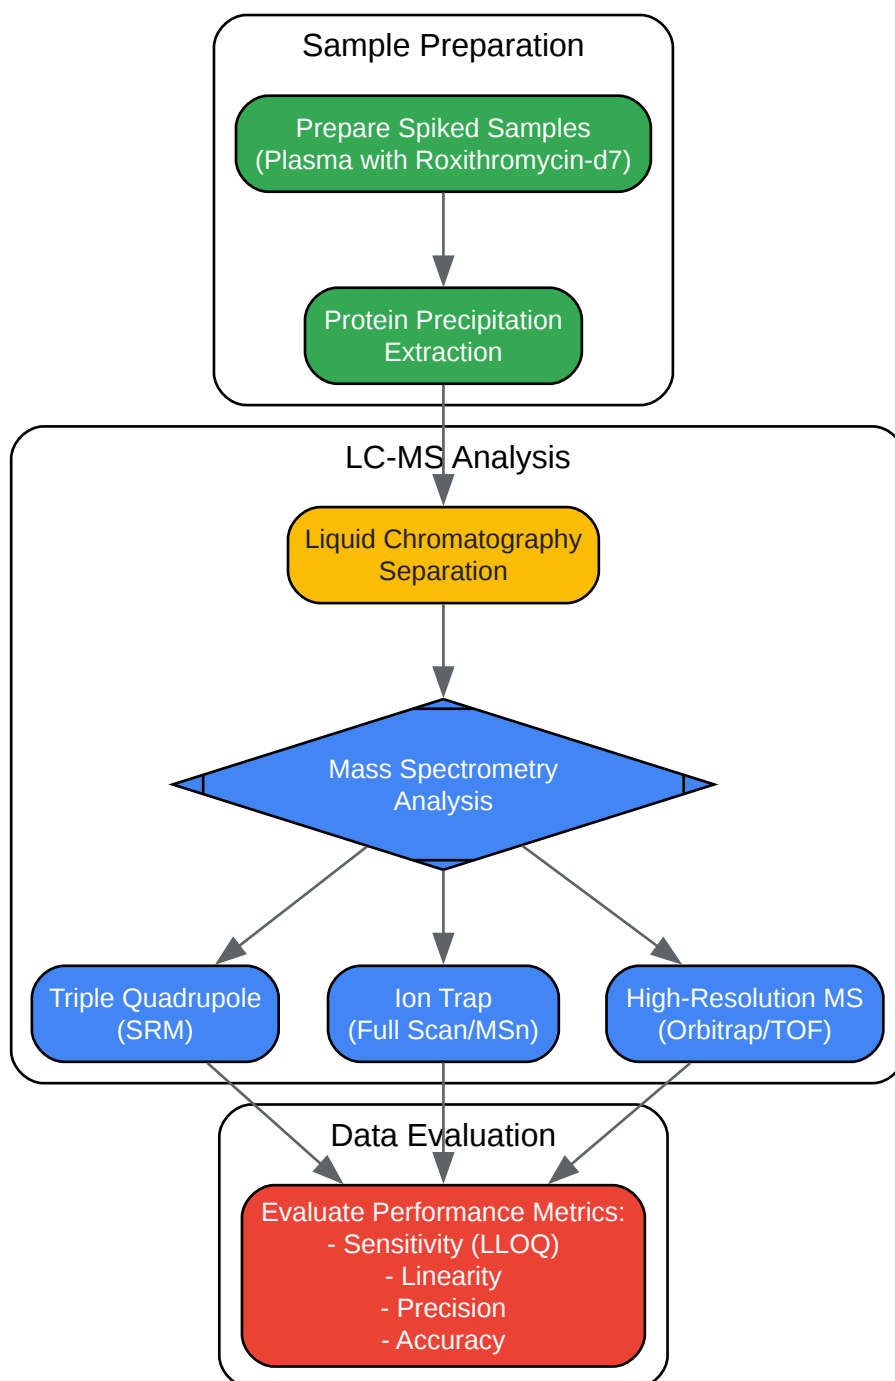 Sample Preparation
Prepare Spiked Samples
(Plasma with Roxithromycin-d7)
Protein Precipitation
Extraction
LC-MS Analysis
Liquid Chromatography
Separation
Mass Spectrometry
Analysis
Triple Quadrupole
(SRM)
Ion Trap
(Full Scan/MSn)
High-Resolution MS
(Orbitrap/TOF)
Data Evaluation
Evaluate Performance Metrics:
- Sensitivity (LLOQ)
- Linearity
- Precision
- Accuracy